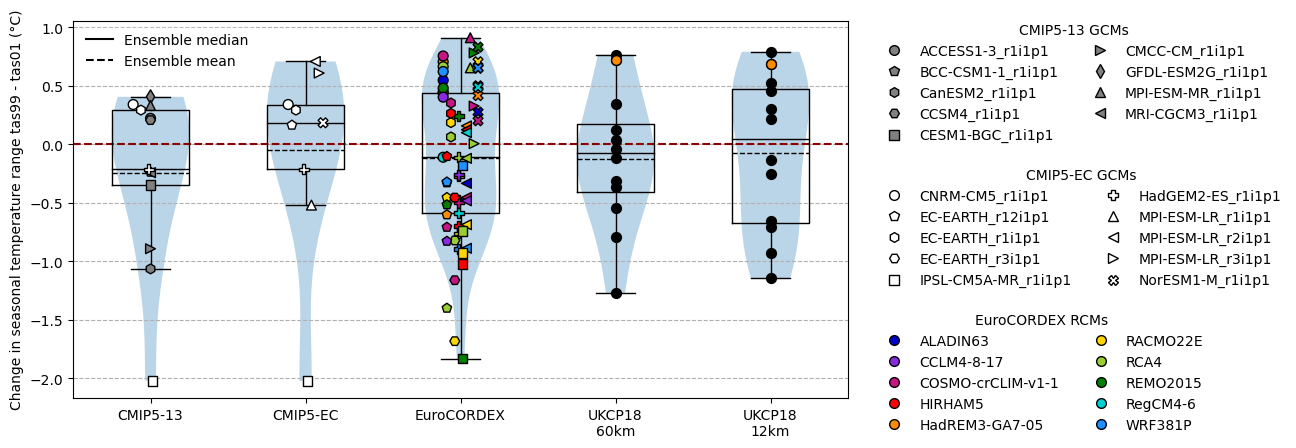 Change in seasonal temperature range tas99 - tas01 (°C)
1.0
0.5
0.0
−0.5
−1.0
−1.5
−2.0
Ensemble median
Ensemble mean
CMIP5-13
CMIP5-EC
EuroCORDEX
UKCP18
60km
UKCP18
12km
CMIP5-13 GCMs
ACCESS1-3_r1i1p1
BCC-CSM1-1_r1i1p1
CanESM2_r1i1p1
CCSM4_r1i1p1
CESM1-BGC_r1i1p1
CMCC-CM_r1i1p1
GFDL-ESM2G_r1i1p1
MPI-ESM-MR_r1i1p1
MRI-CGCM3_r1i1p1
CMIP5-EC GCMs
CNRM-CM5_r1i1p1
EC-EARTH_r12i1p1
EC-EARTH_r1i1p1
EC-EARTH_r3i1p1
IPSL-CM5A-MR_r1i1p1
HadGEM2-ES_r1i1p1
MPI-ESM-LR_r1i1p1
MPI-ESM-LR_r2i1p1
MPI-ESM-LR_r3i1p1
NorESM1-M_r1i1p1
EuroCORDEX RCMs
ALADIN63
CCLM4-8-17
COSMO-crCLIM-v1-1
HIRHAM5
HadREM3-GA7-05
RACMO22E
RCA4
REMO2015
RegCM4-6
WRF381P